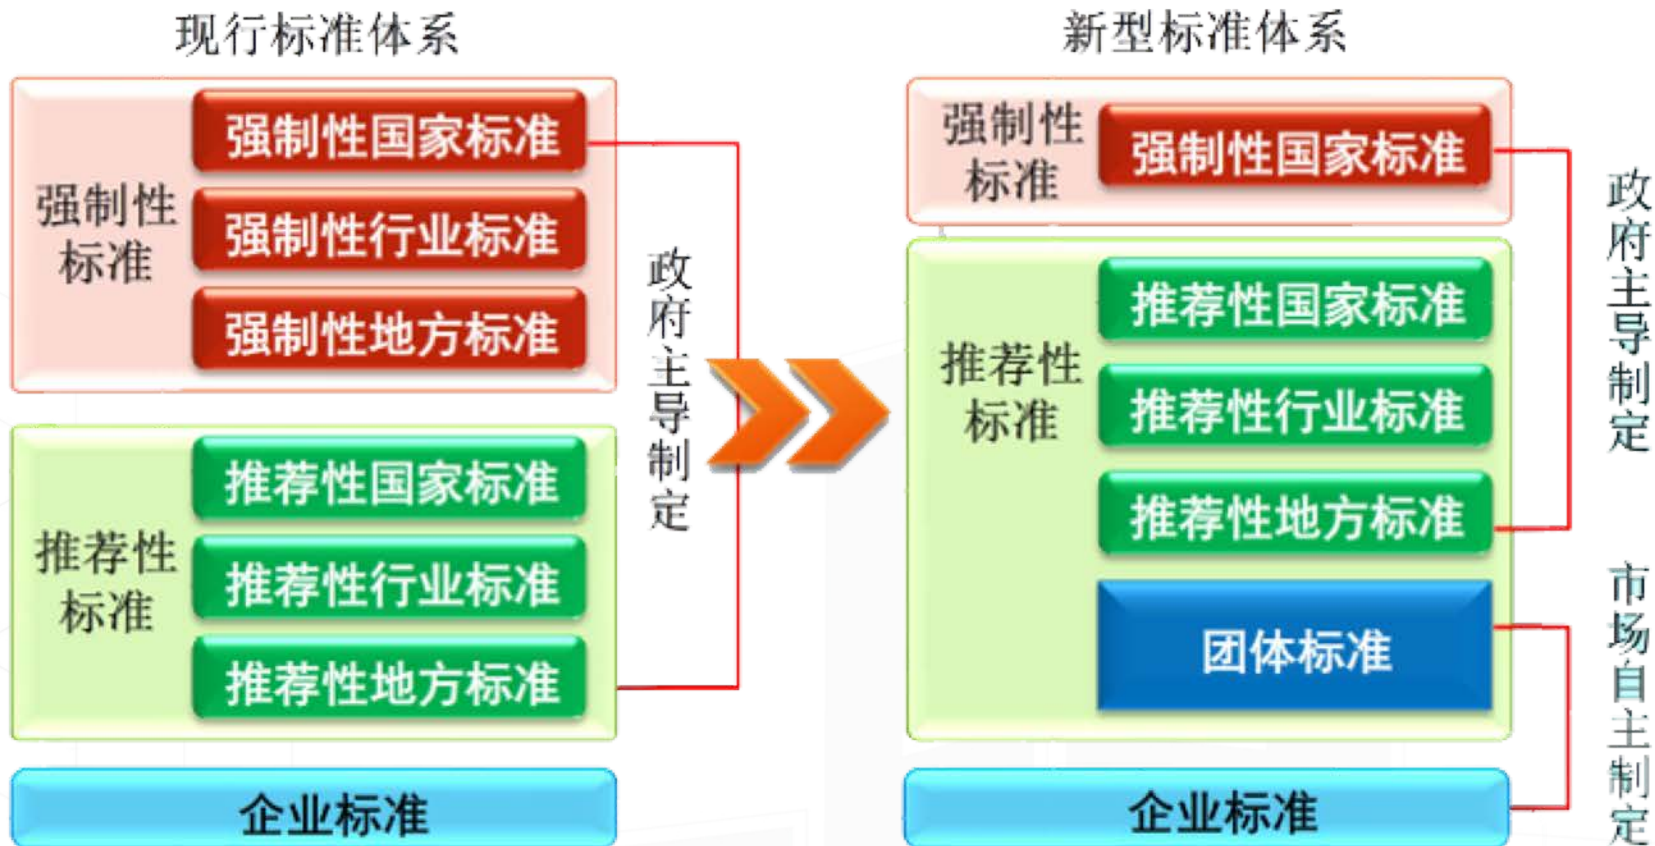 现行标准体系
强制性
标准
强制性国家标准
强制性行业标准
强制性地方标准
推荐性
标准
推荐性国家标准
推荐性行业标准
推荐性地方标准
企业标准
政府主导制定
新型标准体系
强制性
标准
强制性国家标准
推荐性
标准
推荐性国家标准
推荐性行业标准
推荐性地方标准
团体标准
企业标准
政府主导制定
市场自主制定